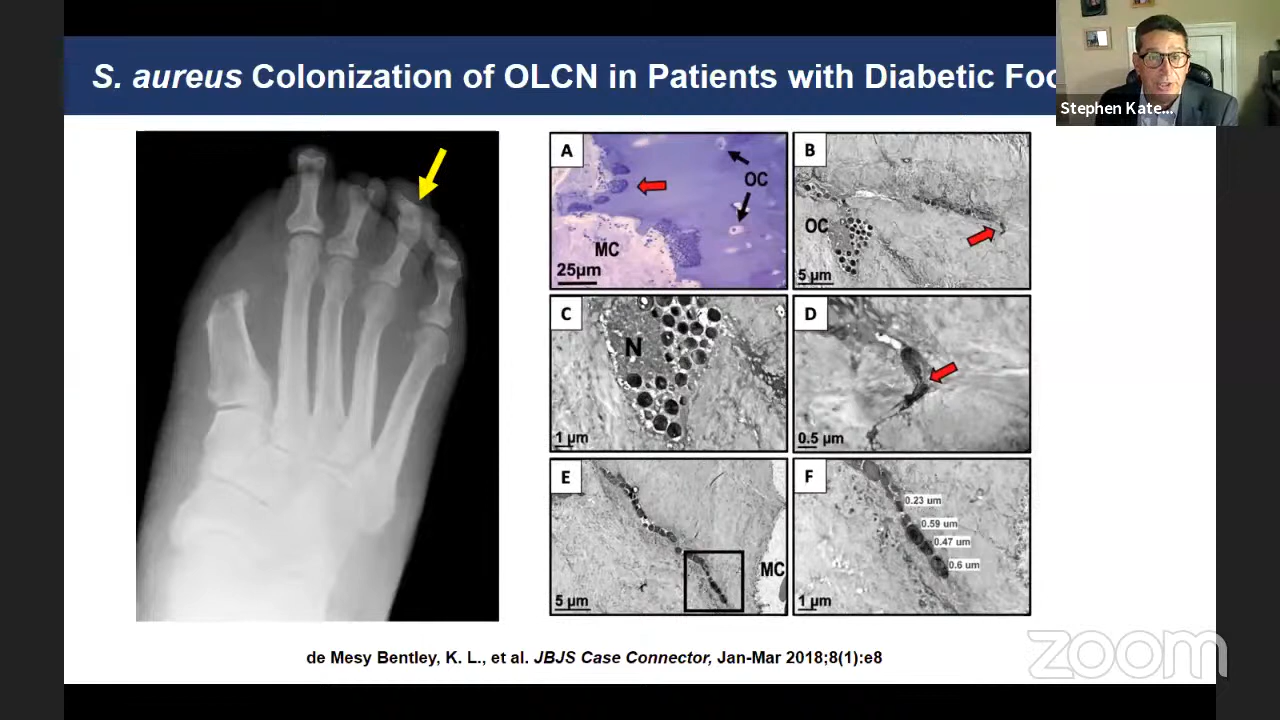 S. aureus Colonization of OLCN in Patients with Diabetic Foo
Stephen Kate...
A
OC
MC
25µm
B
OC
5 µm
C
N
1 µm
D
0.5 µm
E
MC
5 µm
F
0.23 um
0.59 um
0.47 um
0.6 um
1 µm
de Mesy Bentley, K. L., et al. JBJS Case Connector, Jan-Mar 2018;8(1):e8
zoom